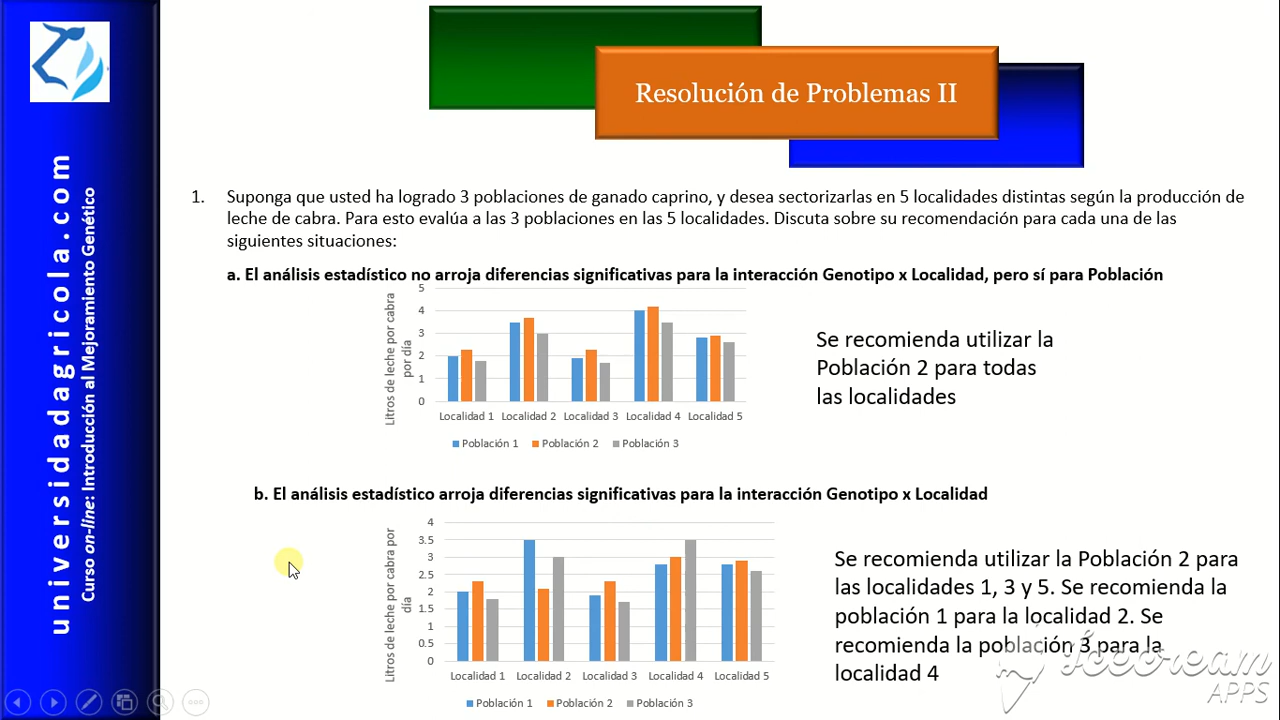 universidadagricola.com
Curso on-line: Introducción al Mejoramiento Genético
Resolución de Problemas II
1. Suponga que usted ha logrado 3 poblaciones de ganado caprino, y desea sectorizarlas en 5 localidades distintas según la producción de
leche de cabra. Para esto evalúa a las 3 poblaciones en las 5 localidades. Discuta sobre su recomendación para cada una de las
siguientes situaciones:
a. El análisis estadístico no arroja diferencias significativas para la interacción Genotipo x Localidad, pero sí para Población
Litros de leche por cabra
por día
5
4
3
2
1
0
Localidad 1 Localidad 2 Localidad 3 Localidad 4 Localidad 5
Población 1 Población 2 Población 3
Se recomienda utilizar la
Población 2 para todas
las localidades
b. El análisis estadístico arroja diferencias significativas para la interacción Genotipo x Localidad
Litros de leche por cabra por
día
4
3.5
3
2.5
2
1.5
1
0.5
0
Localidad 1 Localidad 2 Localidad 3 Localidad 4 Localidad 5
Población 1 Población 2 Población 3
Se recomienda utilizar la Población 2 para
las localidades 1, 3 y 5. Se recomienda la
población 1 para la localidad 2. Se
recomienda la población 3 para la
localidad 4
Icecream
APPS